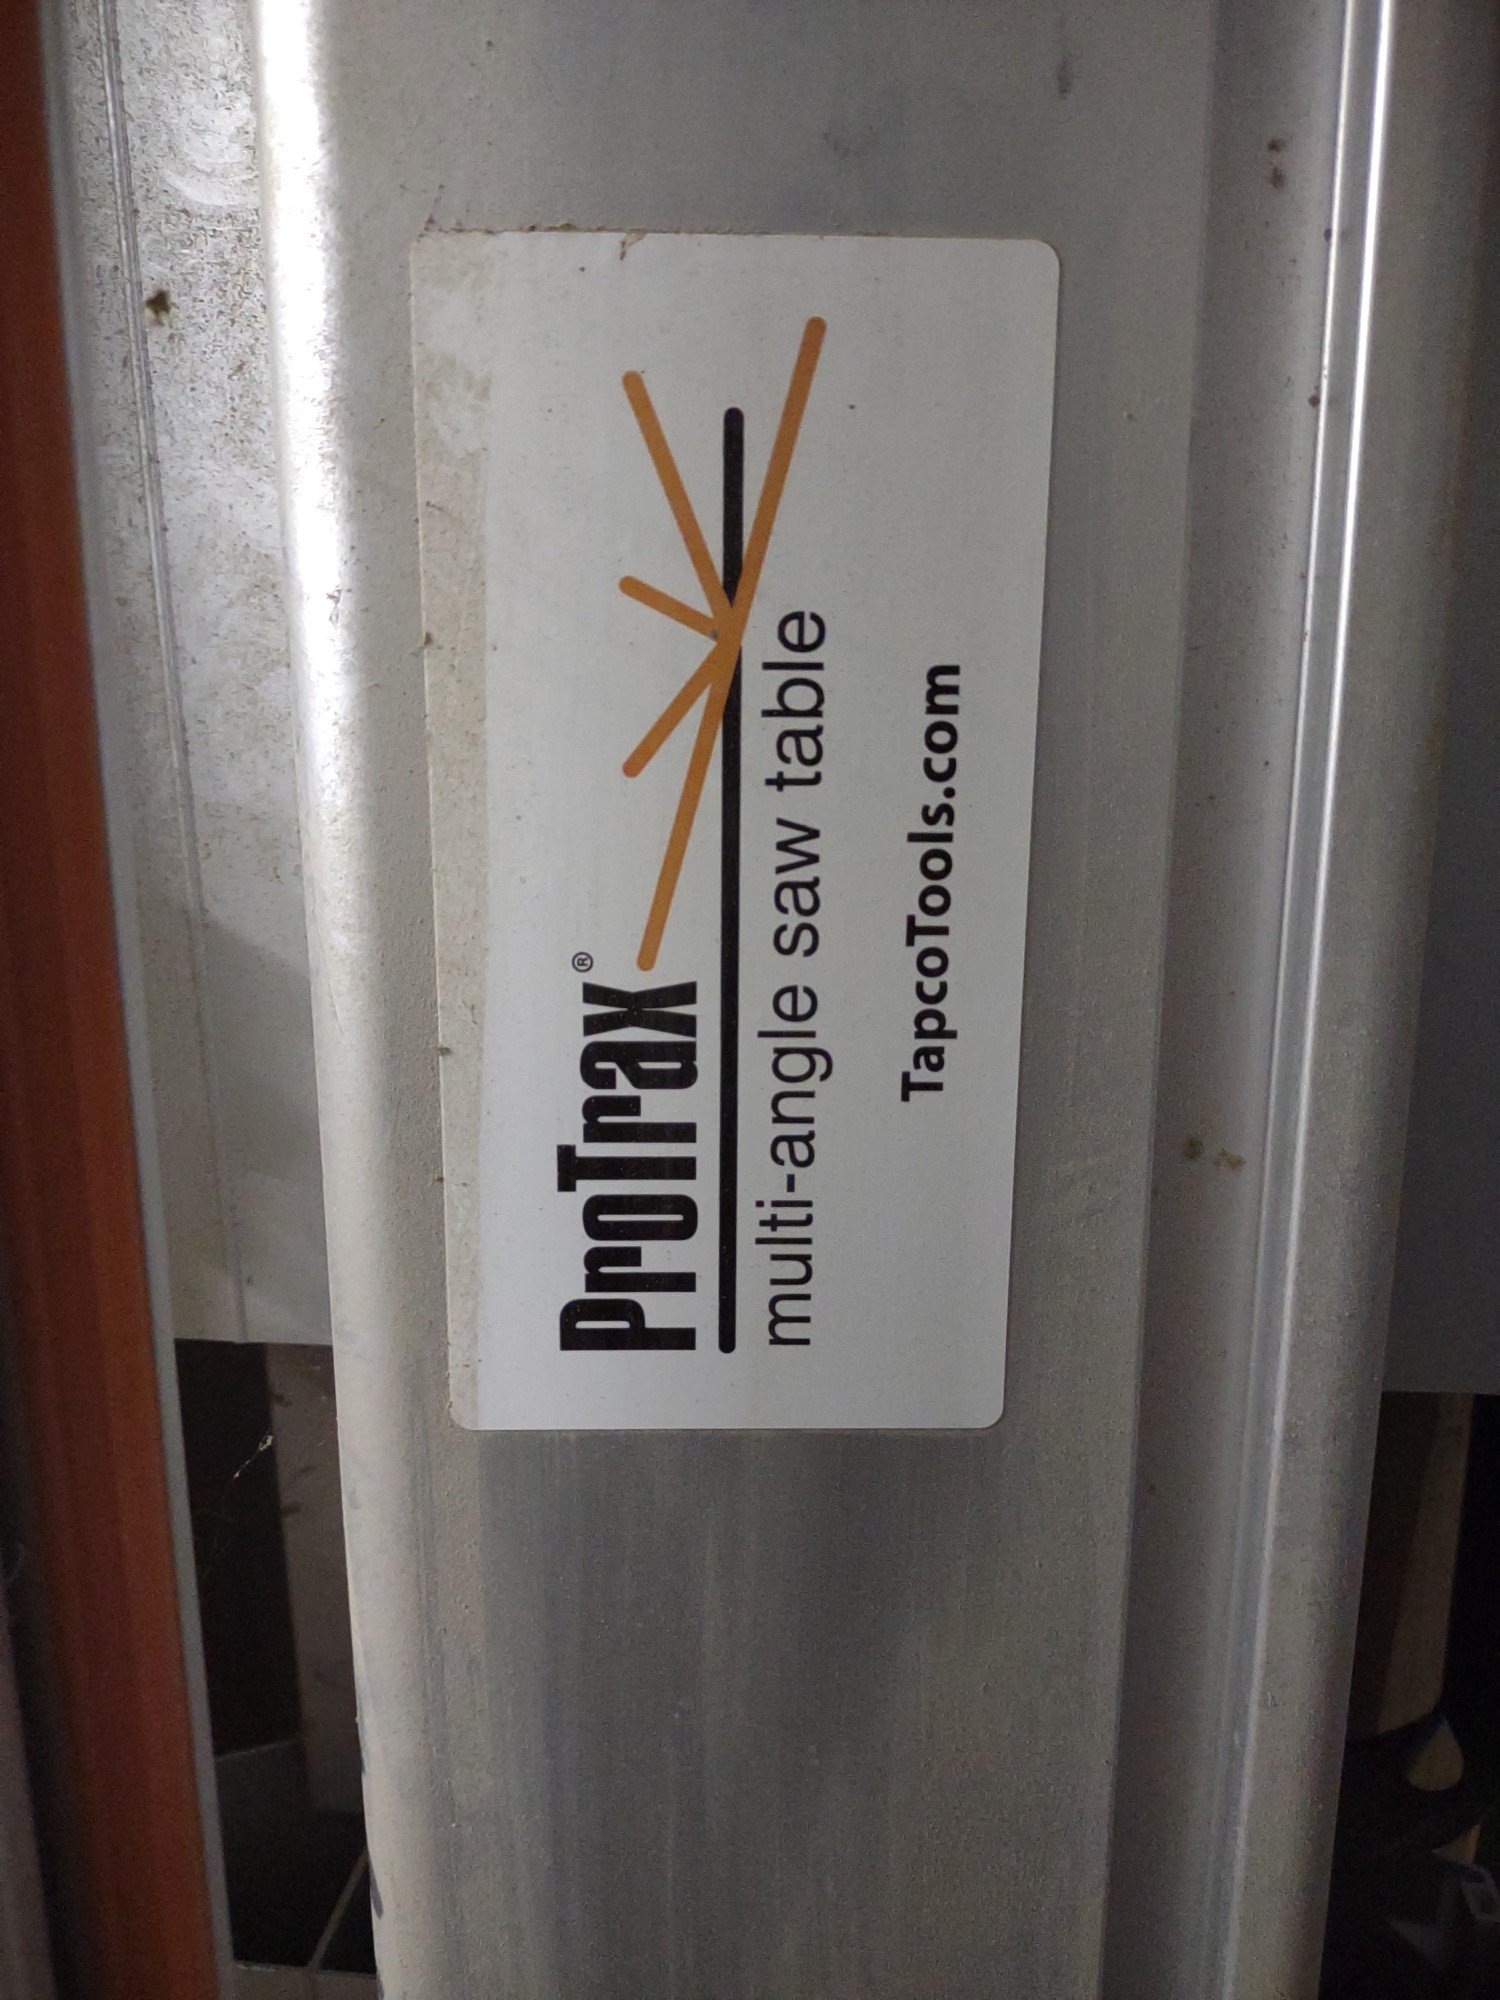 ProTrax®
multi-angle saw table
TapcoTools.com